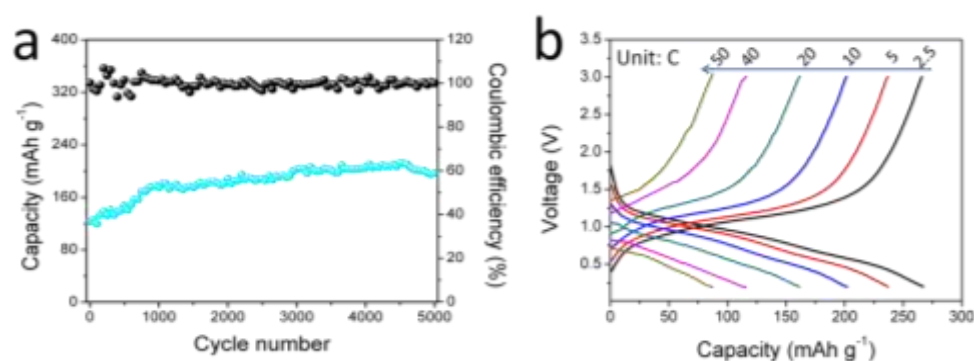 a
400
320
240
160
80
0
Capacity (mAh g⁻¹)
0 1000 2000 3000 4000 5000
Cycle number
120
100
80
60
40
20
0
Coulombic efficiency (%)
b
3.5
3.0
2.5
2.0
1.5
1.0
0.5
Voltage (V)
Unit: C
50 40 20 10 5 2.5
0 50 100 150 200 250 300
Capacity (mAh g⁻¹)